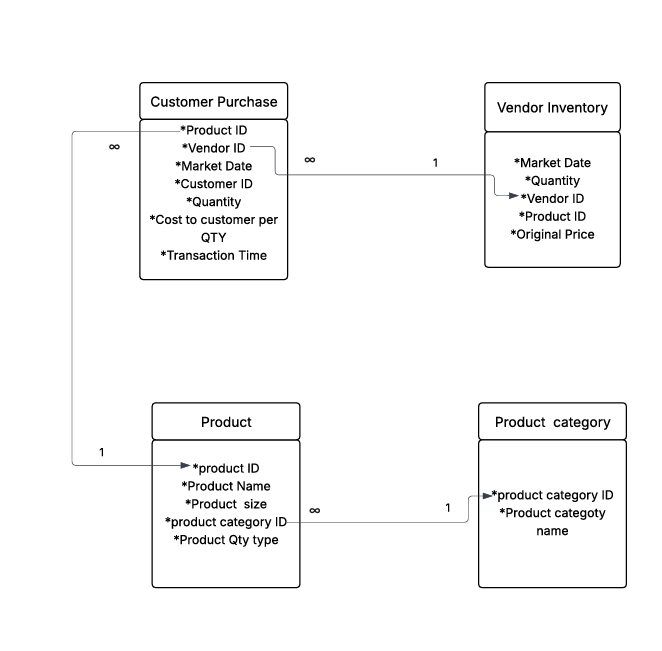 Customer Purchase
*Product ID
*Vendor ID
*Market Date
*Customer ID
*Quantity
*Cost to customer per
QTY
*Transaction Time
∞
∞
1
Vendor Inventory
*Market Date
*Quantity
*Vendor ID
*Product ID
*Original Price
Product
1
*product ID
*Product Name
*Product size
*product category ID
*Product Qty type
∞
1
Product category
*product category ID
*Product categoty
name